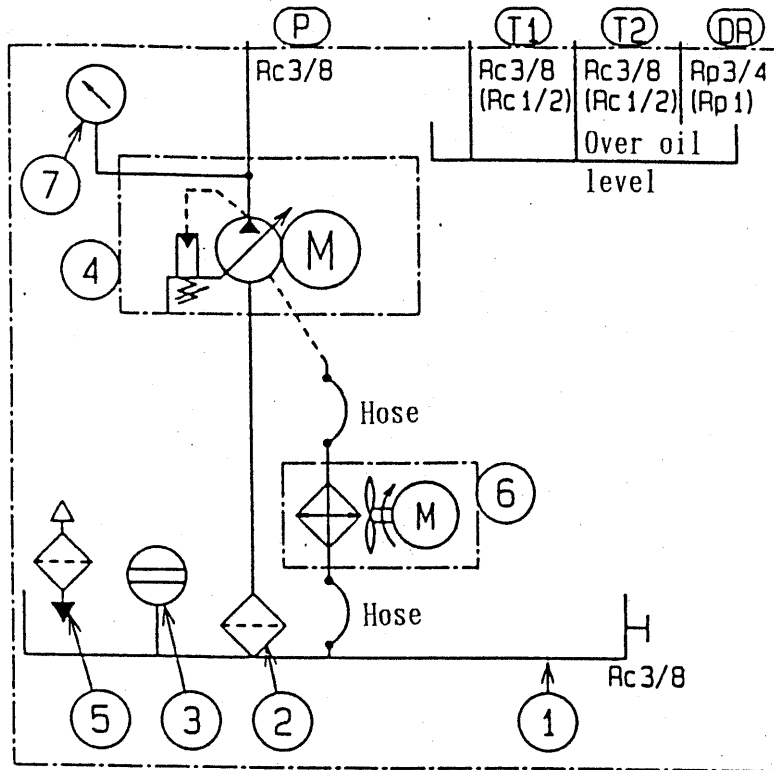 P T1 T2 DR
Rc3/8 Rc3/8 Rc3/8 Rp3/4
(Rc1/2) (Rc1/2) (Rp1)
Over oil
level
7
4
M
Hose
6
M
Hose
Rc3/8
5 3 2 1